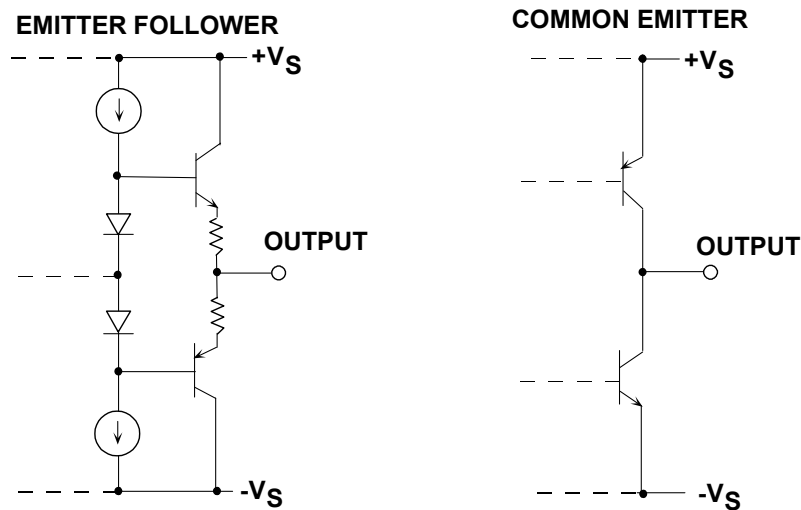 EMITTER FOLLOWER
+VS
OUTPUT
-VS
COMMON EMITTER
+VS
OUTPUT
-VS